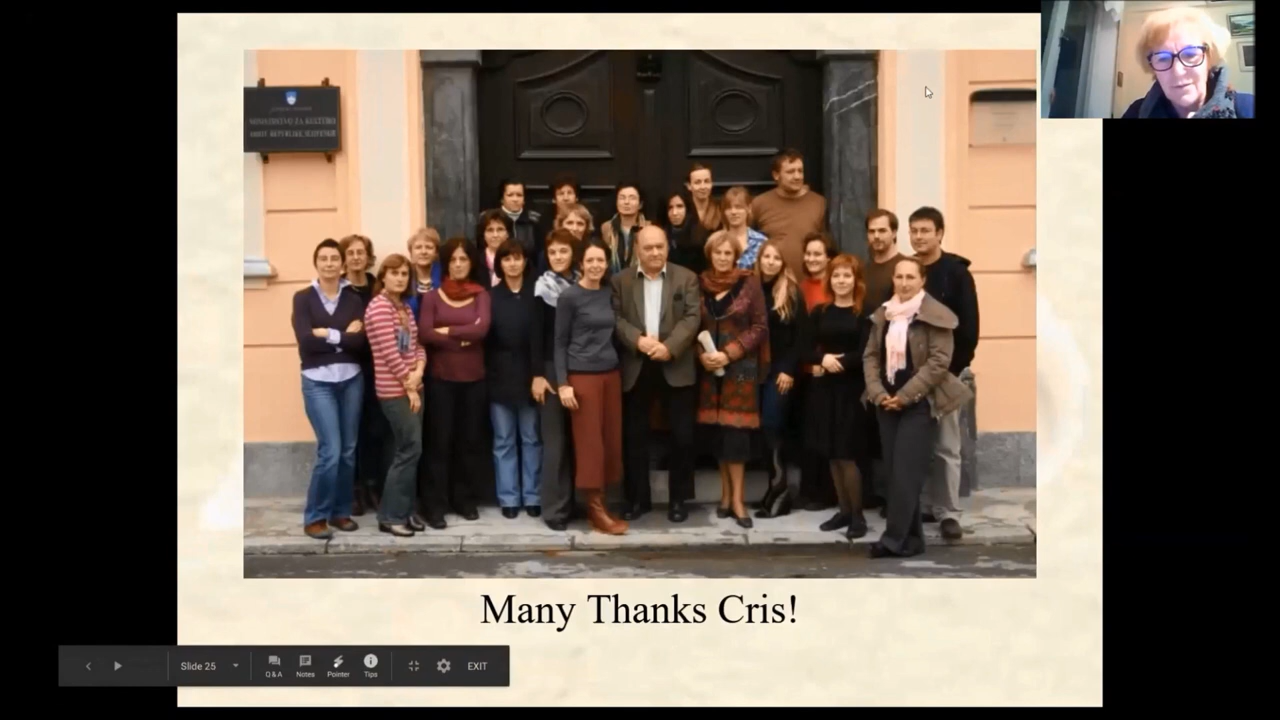 Many Thanks Cris!
Slide 25
Q & A
Notes
Pointer
Tips
EXIT